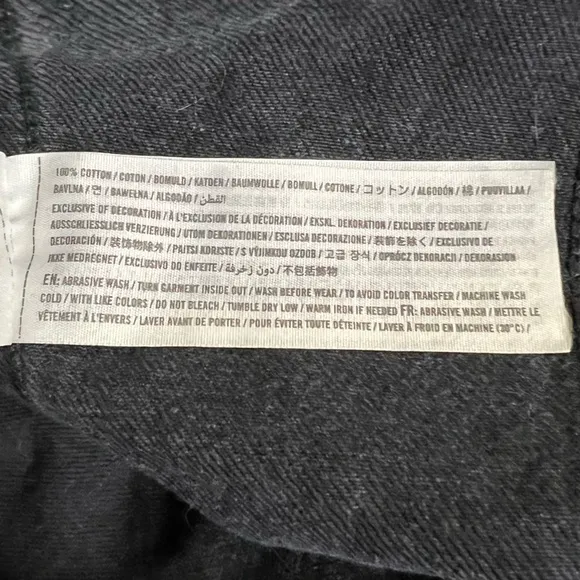 100% COTTON / COTON / BOMULD / KATOEN / BAUMWOLLE / BOMULL / COTONE / コットン / ALGODÓN / 棉 / PUUVILLAA /
BAVLNA / 면 / BAWEŁNA / ALGODÃO / القطن
EXCLUSIVE OF DECORATION / À L'EXCLUSION DE LA DÉCORATION / EKSKL. DEKORATION / EXCLUSIEF DECORATIE /
AUSSCHLIESSLICH VERZIERUNG / UTOM DEKORATIONEN / ESCLUSA DECORAZIONE / 装飾を除く / EXCLUSIVO DE
DECORACIÓN / 裝飾物除外 / PAITSI KORISTE / S VÝJIMKOU OZDOB / 고급 장식 / OPRÓCZ DEKORACJI / DEKORASJON
IKKE MEDREGNET / EXCLUSIVO DO ENFEITE / دون زخرفة / 不包括飾物
EN: ABRASIVE WASH / TURN GARMENT INSIDE OUT / WASH BEFORE WEAR / TO AVOID COLOR TRANSFER / MACHINE WASH
COLD / WITH LIKE COLORS / DO NOT BLEACH / TUMBLE DRY LOW / WARM IRON IF NEEDED FR: ABRASIVE WASH / METTRE LE
VÊTEMENT À L'ENVERS / LAVER AVANT DE PORTER / POUR ÉVITER TOUTE DÉTEINTE / LAVER À FROID EN MACHINE (30°C) /